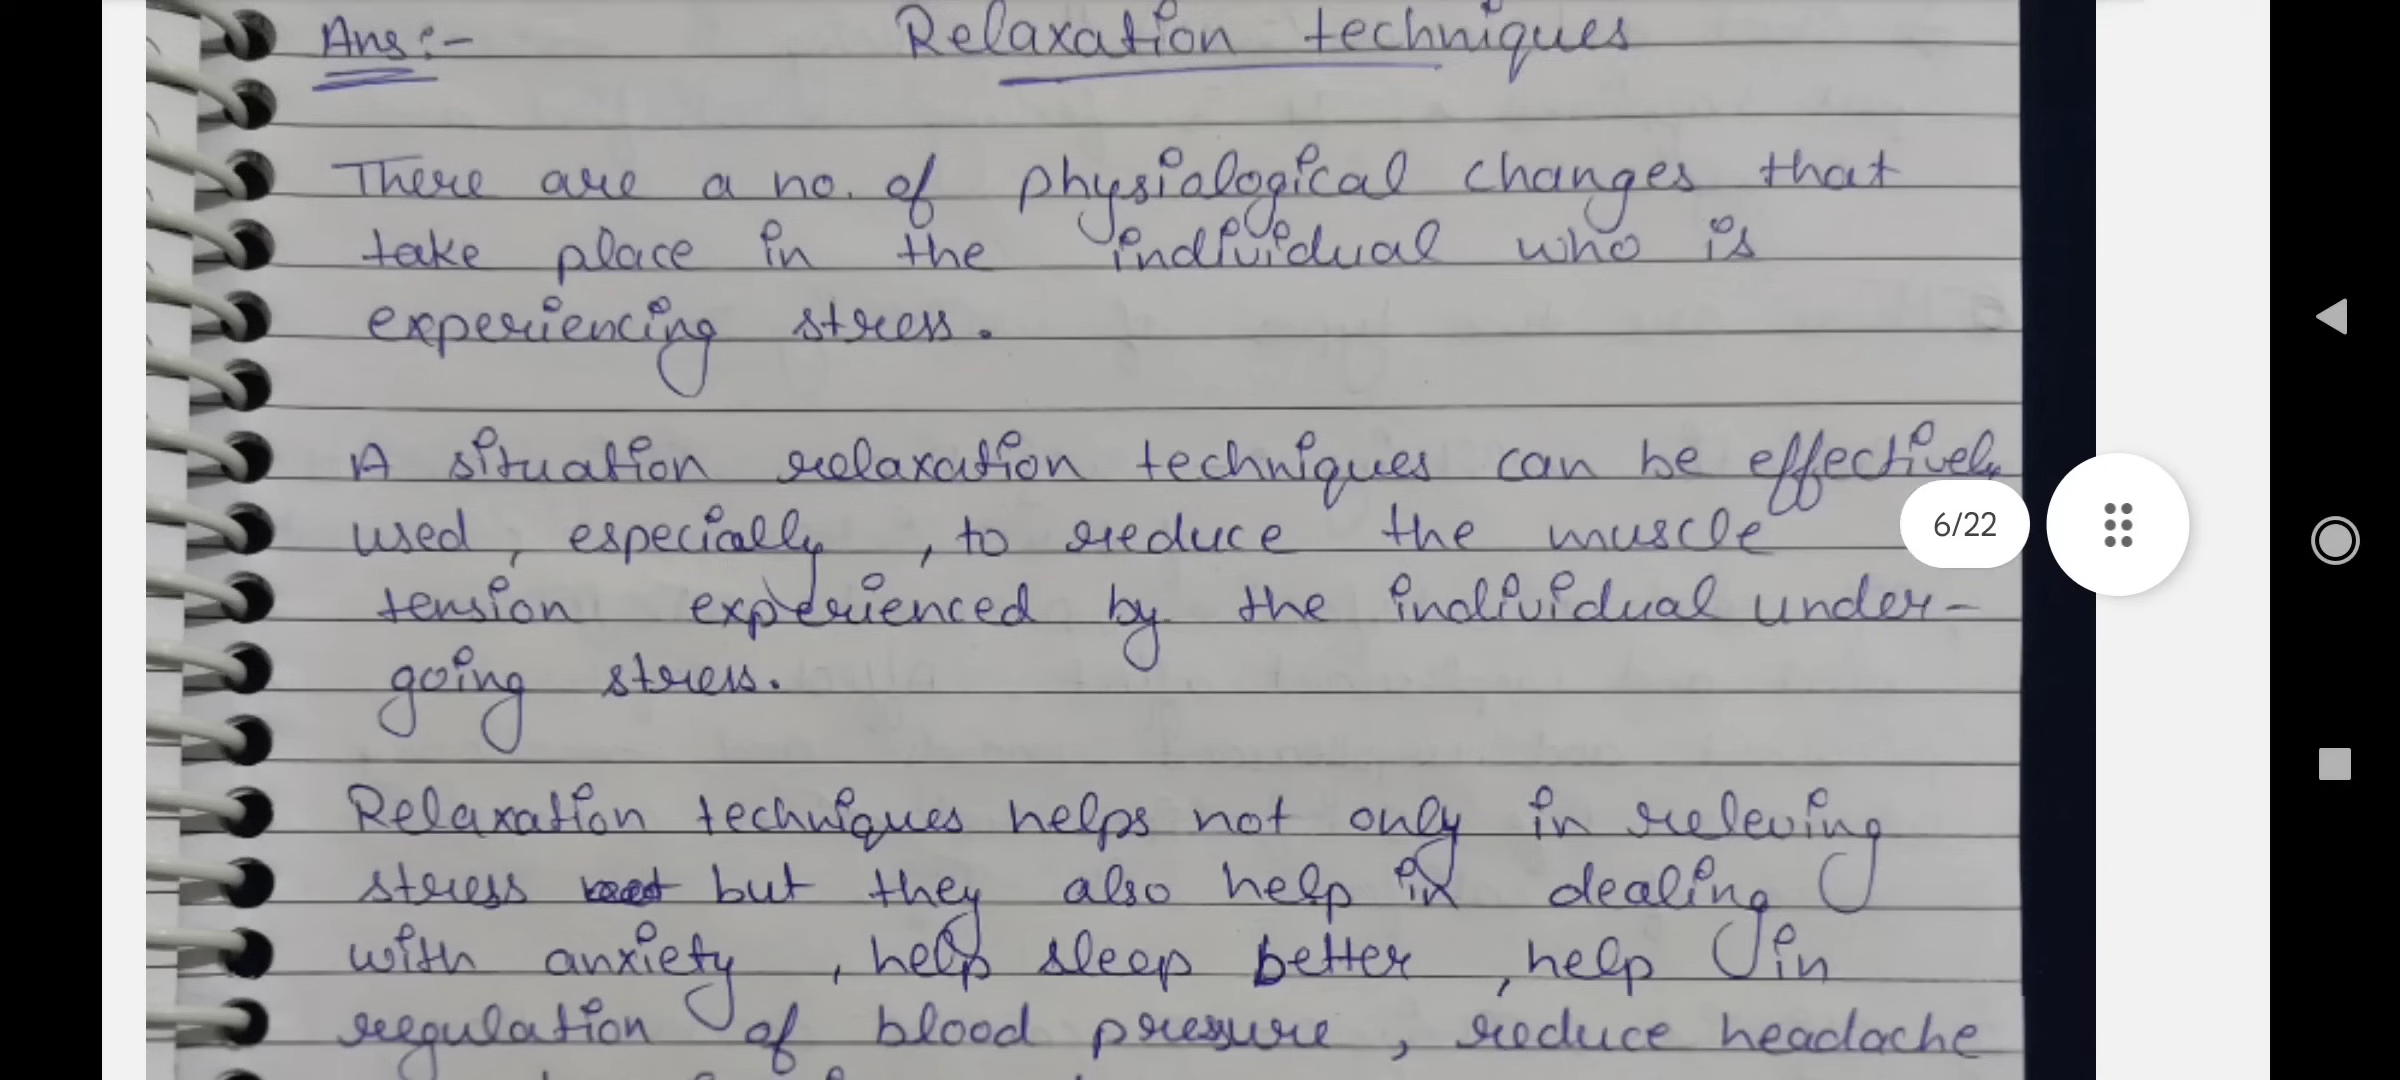 Ans:- Relaxation techniques
There are a no. of physiological changes that
take place in the individual who is
experiencing stress.
A situation relaxation techniques can be effectively
used, especially, to reduce the muscle
6/22
tension experienced by the individual under-
going stress.
Relaxation techniques helps not only in releving
stress but they also help in dealing
with anxiety, help sleep better, help in
regulation of blood pressure, reduce headache